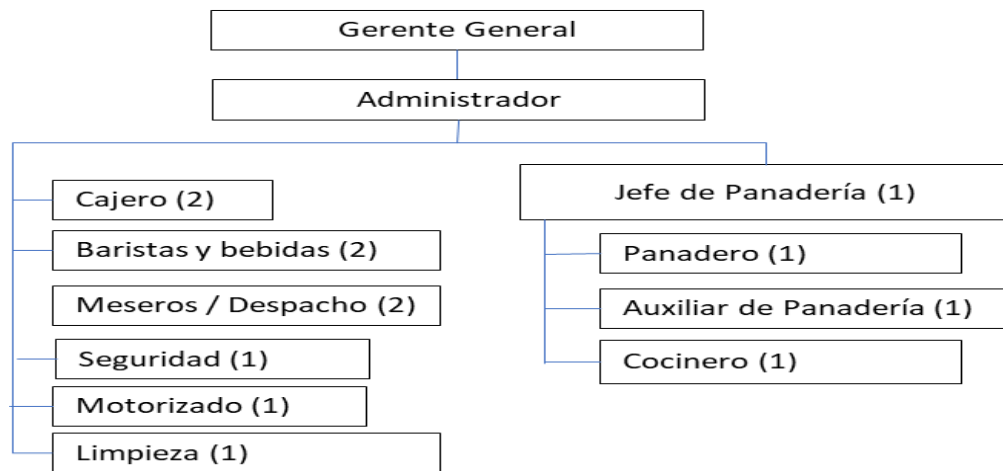 Gerente General
Administrador
Cajero (2)
Baristas y bebidas (2)
Meseros / Despacho (2)
Seguridad (1)
Motorizado (1)
Limpieza (1)
Jefe de Panadería (1)
Panadero (1)
Auxiliar de Panadería (1)
Cocinero (1)